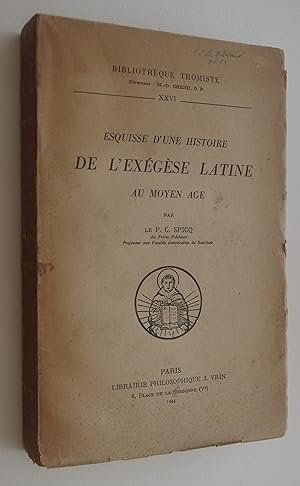 BIBLIOTHÈQUE THOMISTE
Directeur : M.-D. CHENU, O. P.
XXVI
ESQUISSE D'UNE HISTOIRE
DE L'EXÉGÈSE LATINE
AU MOYEN AGE
PAR
LE P. C. SPICQ
des Frères Prêcheurs
Professeur aux Facultés dominicaines du Saulchoir
PARIS
LIBRAIRIE PHILOSOPHIQUE J. VRIN
6, PLACE DE LA SORBONNE (Vᵉ)
1944